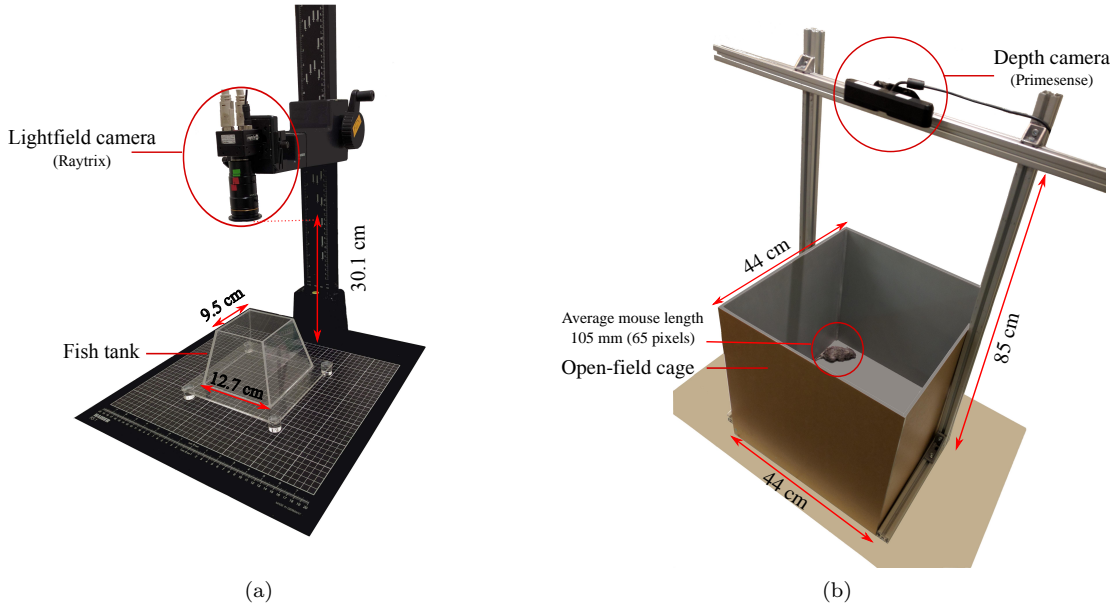 Lightfield camera
(Raytrix)
30.1 cm
9.5 cm
Fish tank
12.7 cm
(a)
Depth camera
(Primesense)
44 cm
Average mouse length
105 mm (65 pixels)
Open-field cage
85 cm
44 cm
(b)